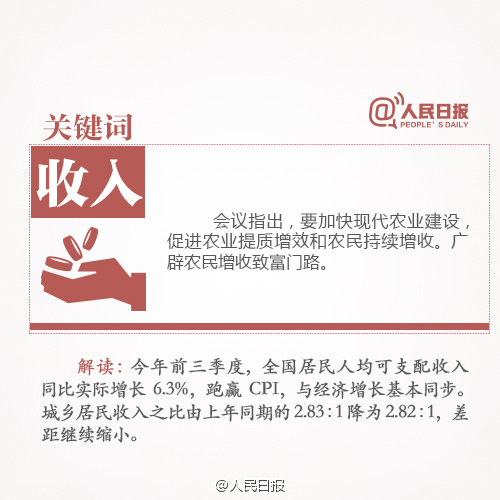 @人民日报
PEOPLE'S DAILY
关键词
收入
会议指出，要加快现代农业建设，
促进农业提质增效和农民持续增收。广
辟农民增收致富门路。
解读：今年前三季度，全国居民人均可支配收入
同比实际增长 6.3%，跑赢 CPI，与经济增长基本同步。
城乡居民收入之比由上年同期的 2.83 : 1 降为 2.82 : 1，差
距继续缩小。
@人民日报